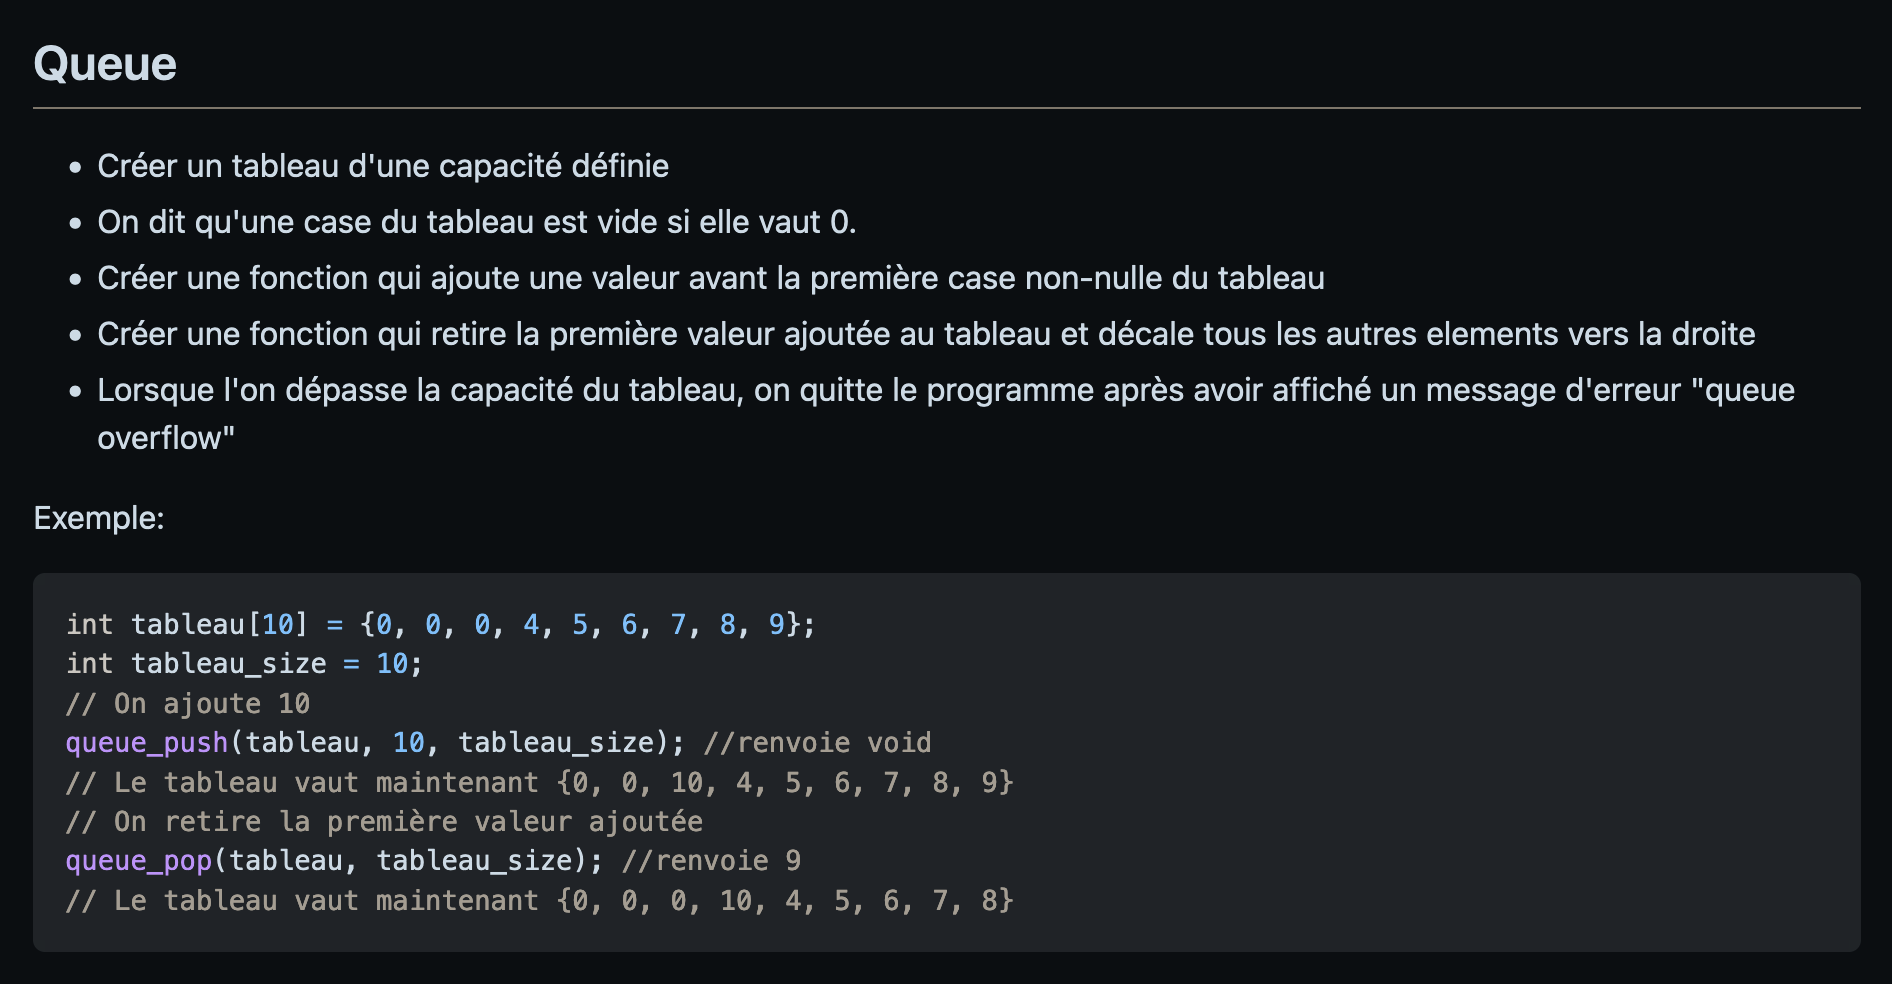 Queue
• Créer un tableau d'une capacité définie
• On dit qu'une case du tableau est vide si elle vaut 0.
• Créer une fonction qui ajoute une valeur avant la première case non-nulle du tableau
• Créer une fonction qui retire la première valeur ajoutée au tableau et décale tous les autres elements vers la droite
• Lorsque l'on dépasse la capacité du tableau, on quitte le programme après avoir affiché un message d'erreur "queue
overflow"
Exemple:
int tableau[10] = {0, 0, 0, 4, 5, 6, 7, 8, 9};
int tableau_size = 10;
// On ajoute 10
queue_push(tableau, 10, tableau_size); //renvoie void
// Le tableau vaut maintenant {0, 0, 10, 4, 5, 6, 7, 8, 9}
// On retire la première valeur ajoutée
queue_pop(tableau, tableau_size); //renvoie 9
// Le tableau vaut maintenant {0, 0, 0, 10, 4, 5, 6, 7, 8}